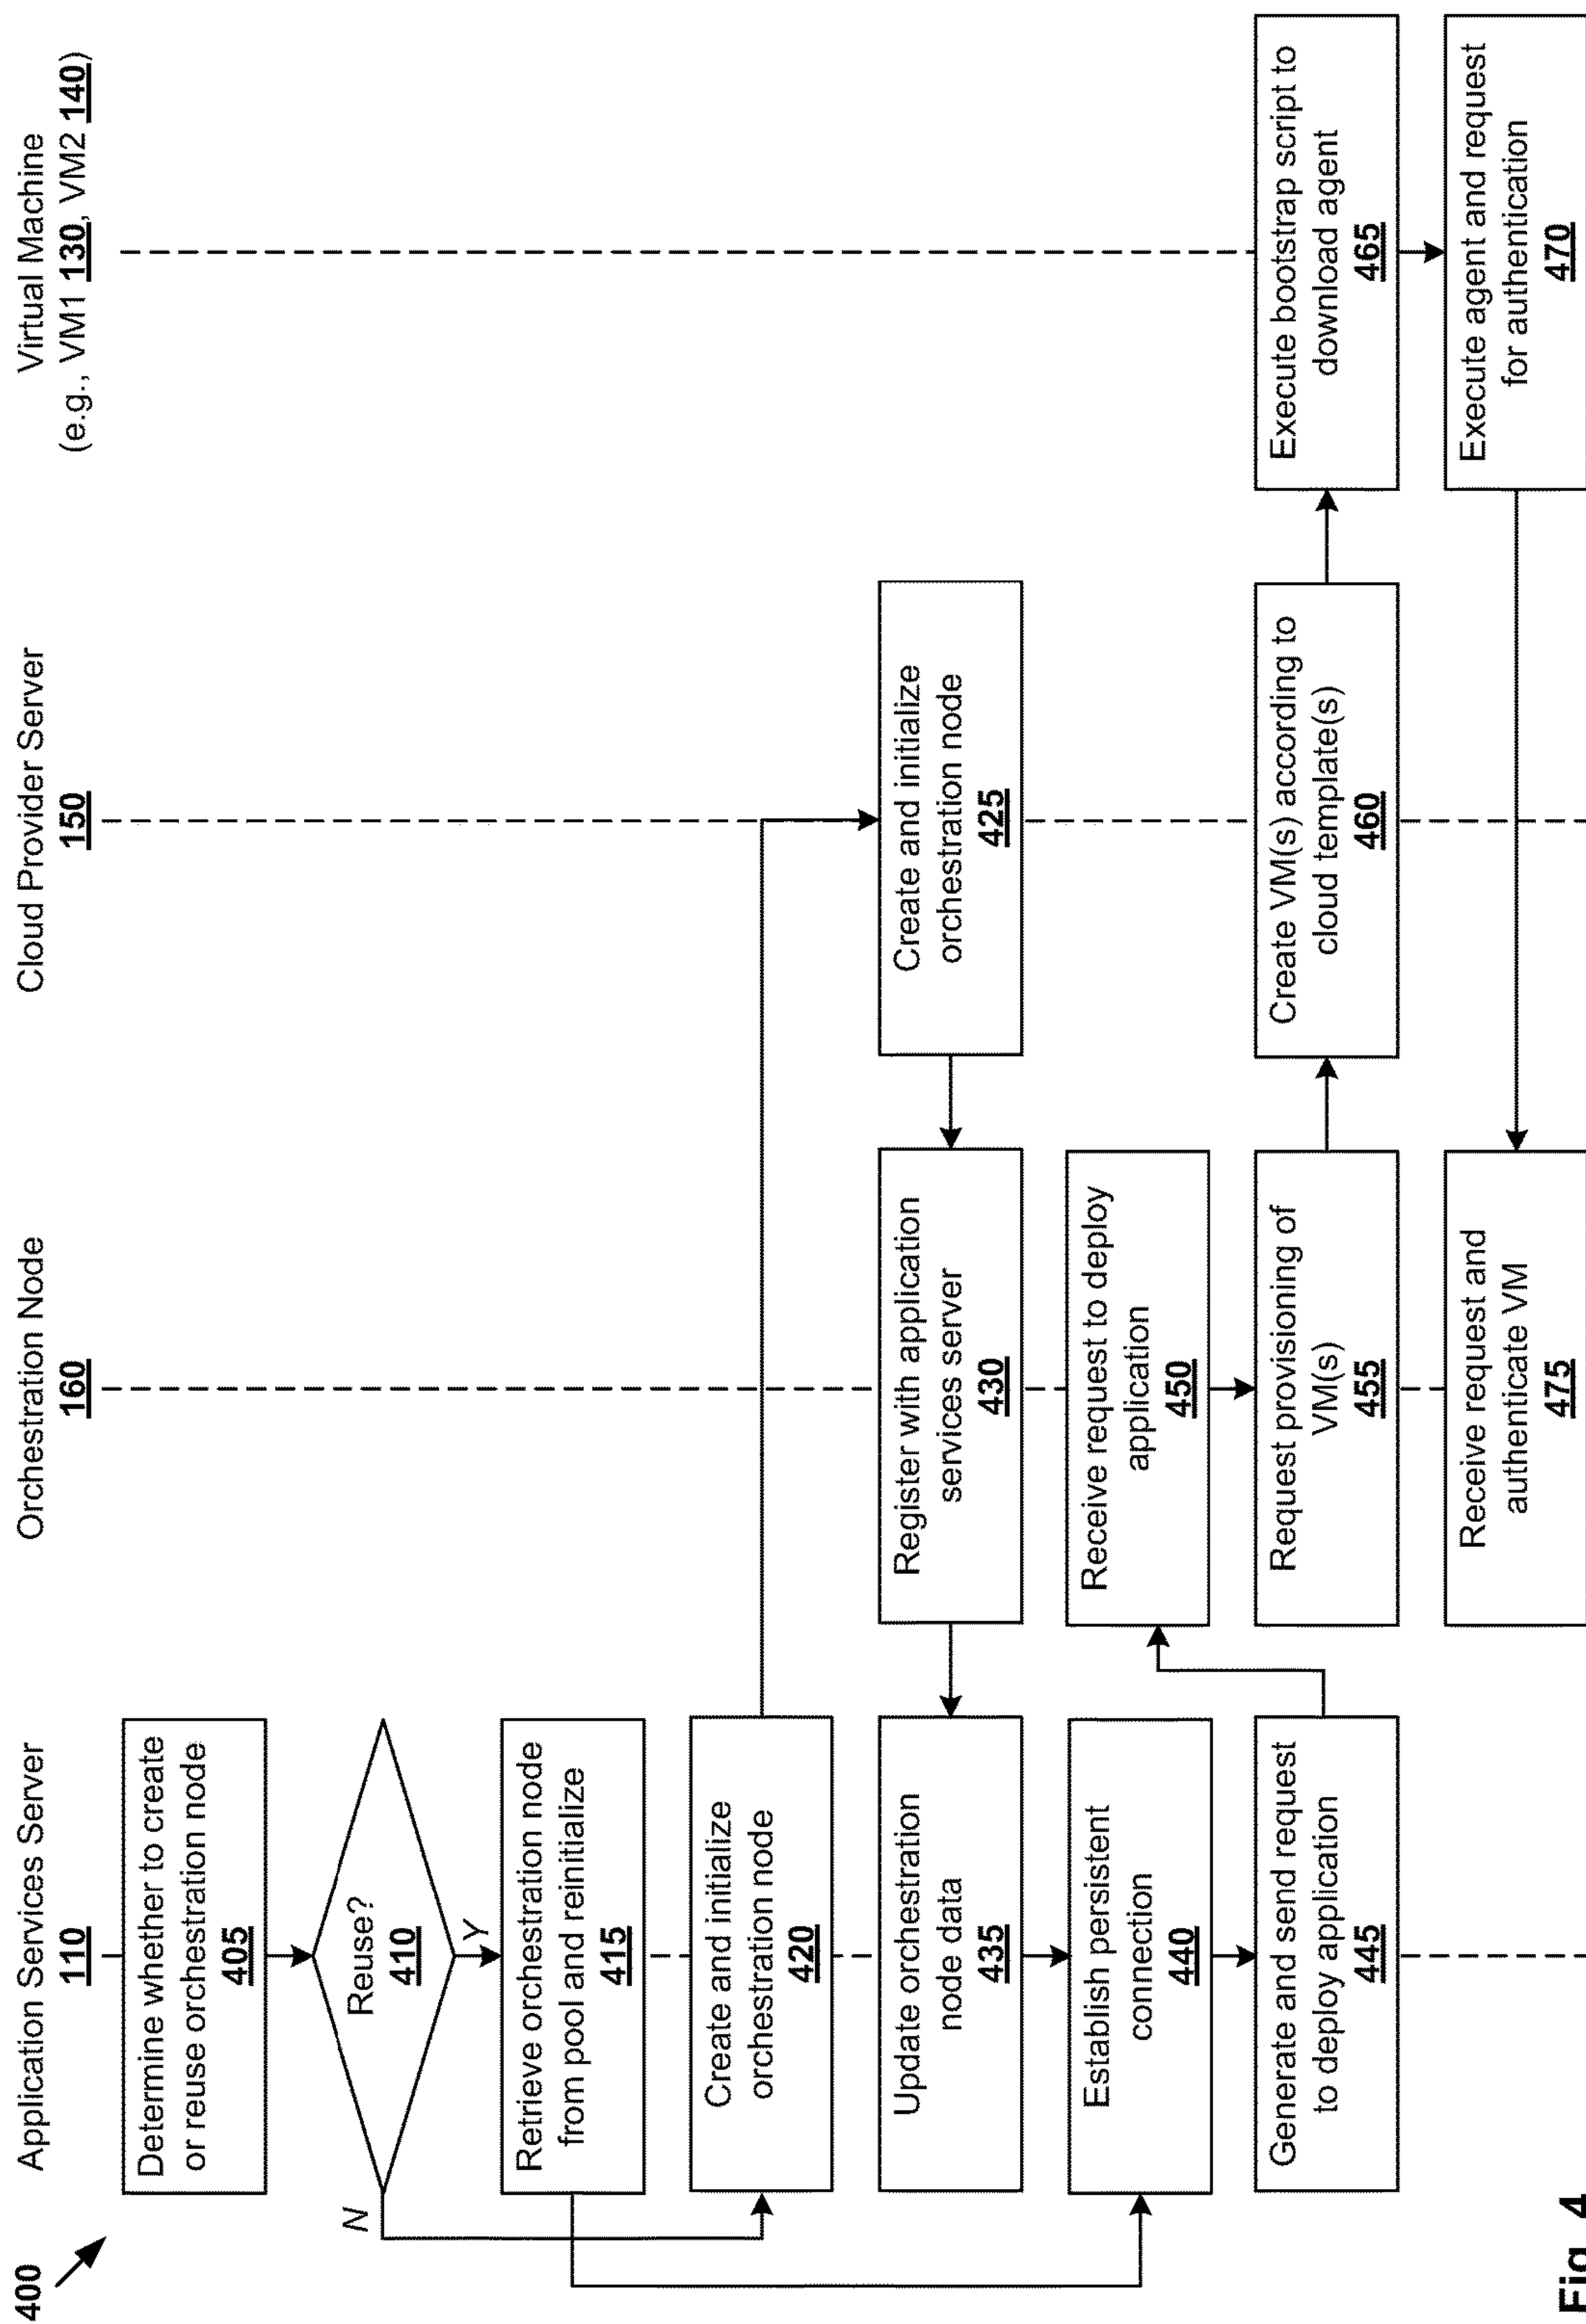 400
Application Services Server
110
Orchestration Node
160
Cloud Provider Server
150
Virtual Machine
(e.g., VM1 130, VM2 140)
Determine whether to create
or reuse orchestration node
405
Reuse?
410
N
Y
Retrieve orchestration node
from pool and reinitialize
415
Create and initialize
orchestration node
420
Create and initialize
orchestration node
425
Register with application
services server
430
Update orchestration
node data
435
Establish persistent
connection
440
Generate and send request
to deploy application
445
Receive request to deploy
application
450
Request provisioning of
VM(s)
455
Create VM(s) according to
cloud template(s)
460
Execute bootstrap script to
download agent
465
Execute agent and request
for authentication
470
Receive request and
authenticate VM
475
Fig. 4